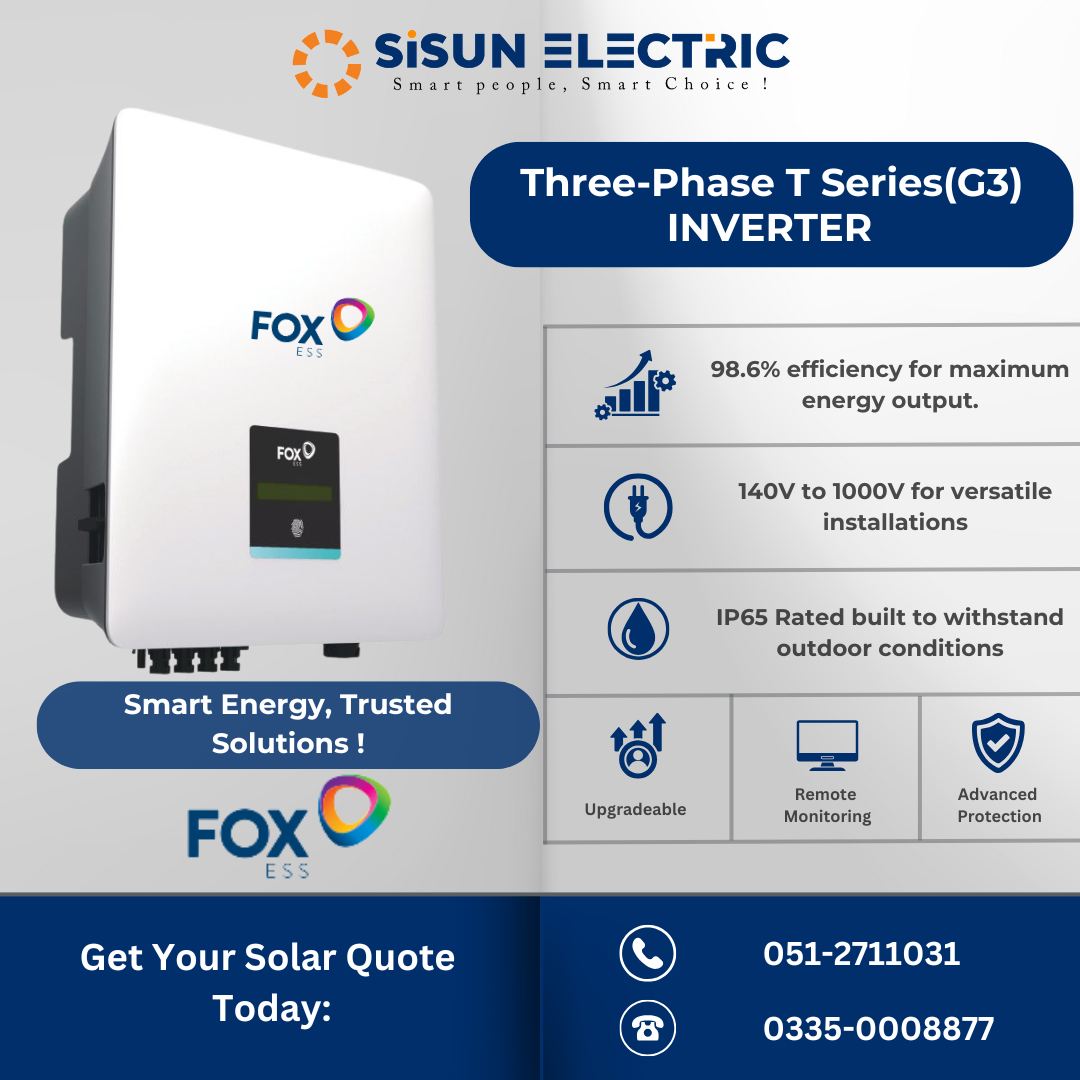 SiSUN ELECTRIC
Smart people, Smart Choice !
Three-Phase T Series(G3)
INVERTER
FOX
ESS
FOX
ESS
98.6% efficiency for maximum
energy output.
140V to 1000V for versatile
installations
IP65 Rated built to withstand
outdoor conditions
Smart Energy, Trusted
Solutions !
Upgradeable
Remote
Monitoring
Advanced
Protection
FOX
ESS
Get Your Solar Quote
Today:
051-2711031
0335-0008877